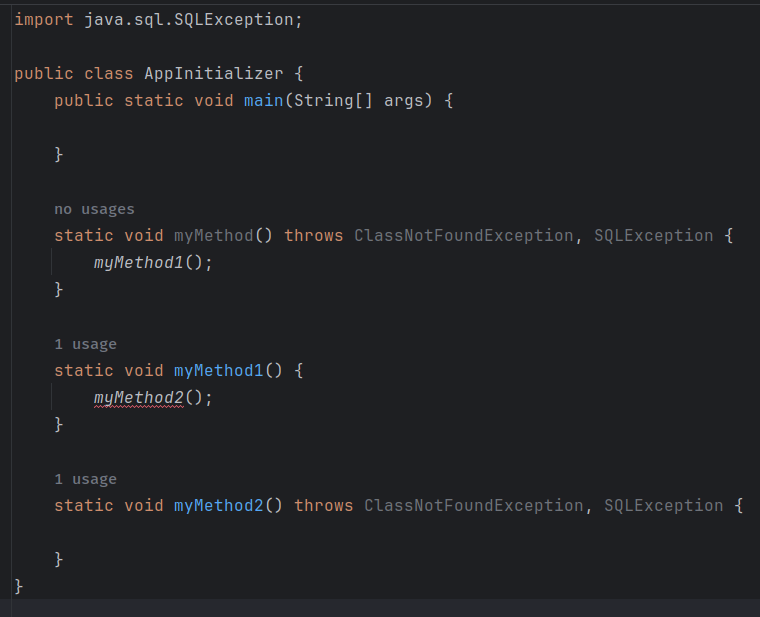 import java.sql.SQLException;
public class AppInitializer {
public static void main(String[] args) {
}
no usages
static void myMethod() throws ClassNotFoundException, SQLException {
myMethod1();
}
1 usage
static void myMethod1() {
myMethod2();
}
1 usage
static void myMethod2() throws ClassNotFoundException, SQLException {
}
}